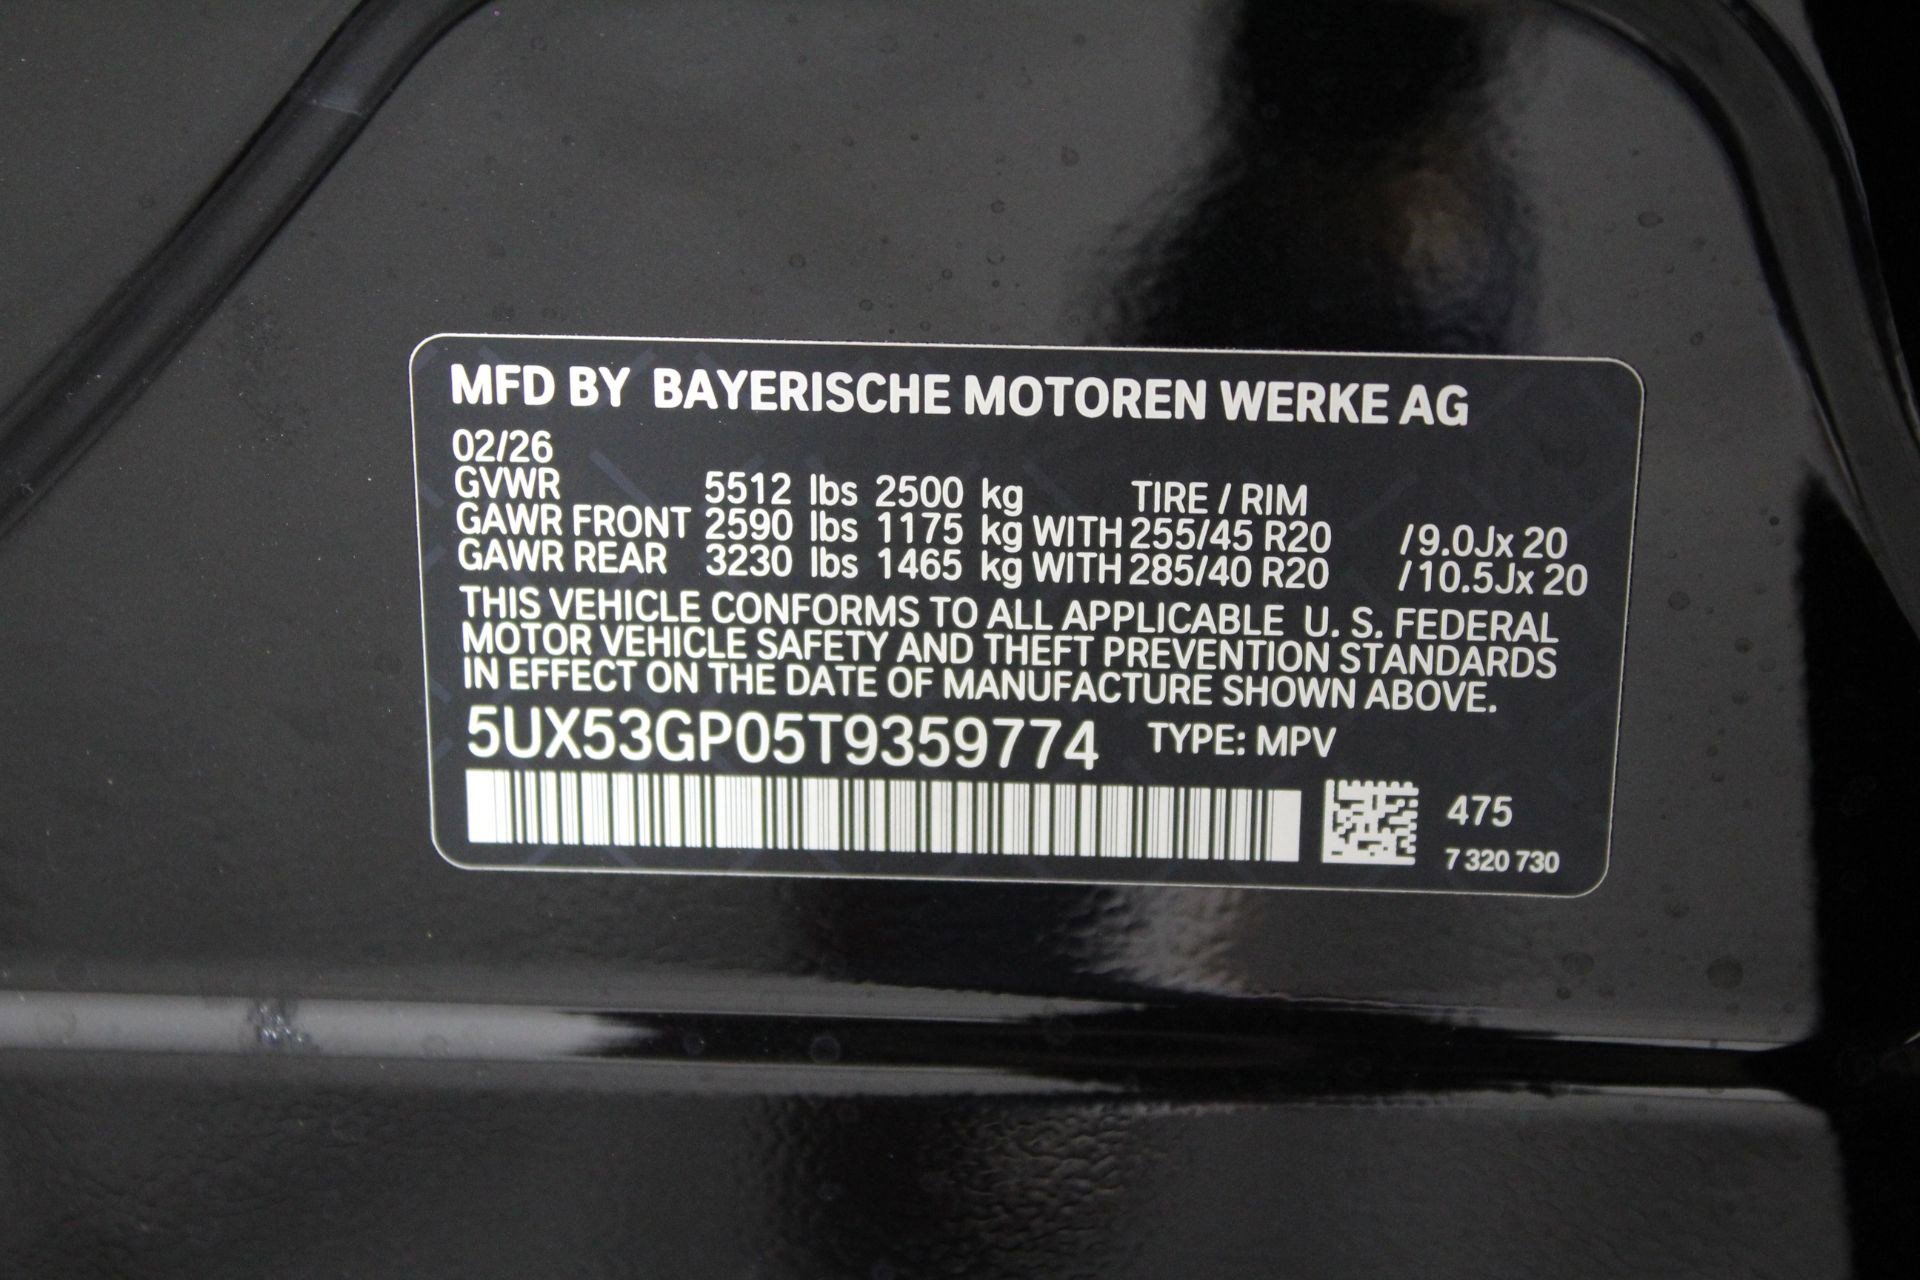 MFD BY BAYERISCHE MOTOREN WERKE AG
02/26
GVWR 5512 lbs 2500 kg TIRE / RIM
GAWR FRONT 2590 lbs 1175 kg WITH 255/45 R20 /9.0Jx 20
GAWR REAR 3230 lbs 1465 kg WITH 285/40 R20 /10.5Jx 20
THIS VEHICLE CONFORMS TO ALL APPLICABLE U. S. FEDERAL
MOTOR VEHICLE SAFETY AND THEFT PREVENTION STANDARDS
IN EFFECT ON THE DATE OF MANUFACTURE SHOWN ABOVE.
5UX53GP05T9359774 TYPE: MPV
475
7 320 730